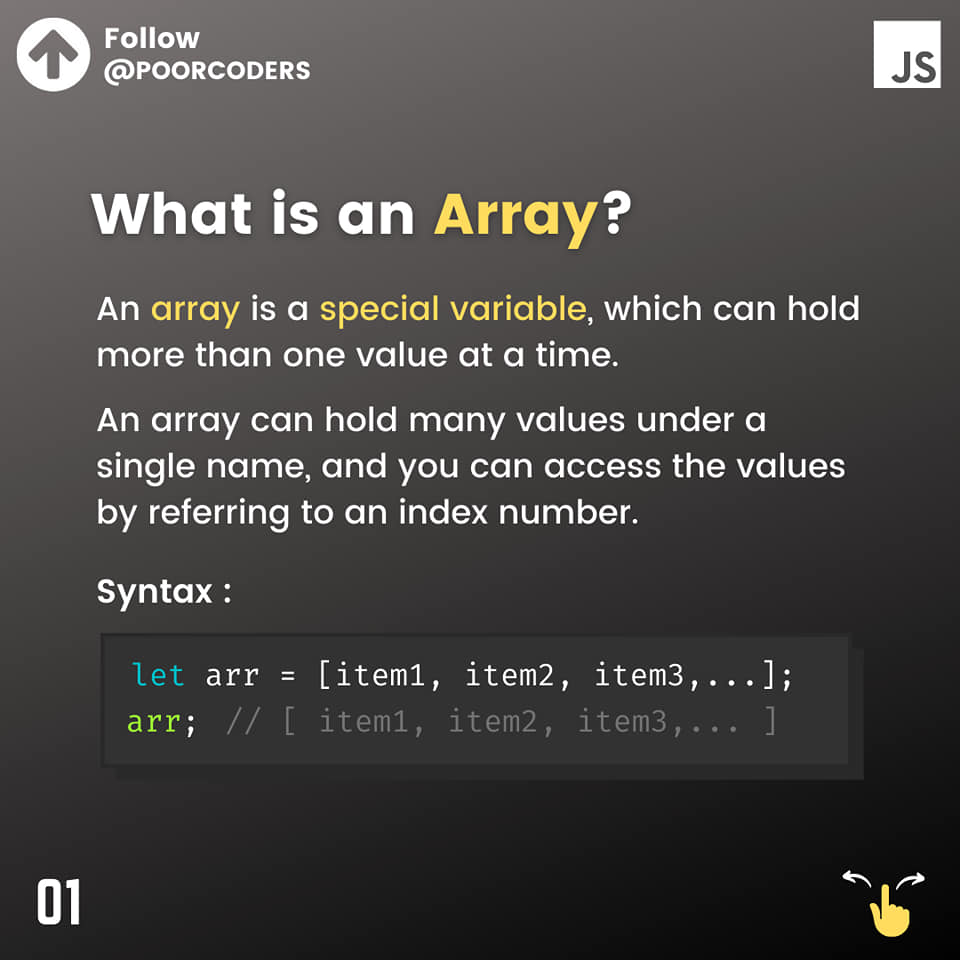 Follow
@POORCODERS
JS
What is an Array?
An array is a special variable, which can hold
more than one value at a time.
An array can hold many values under a
single name, and you can access the values
by referring to an index number.
Syntax :
let arr = [item1, item2, item3,...];
arr; // [ item1, item2, item3,... ]
01